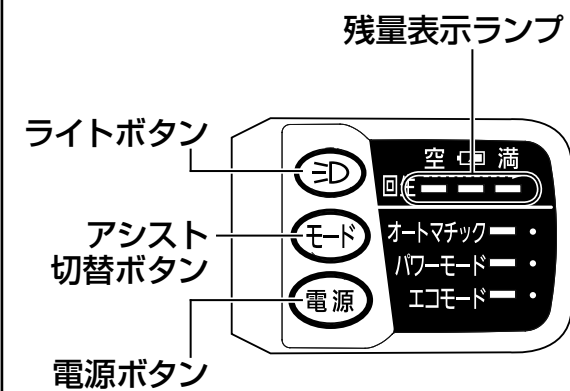 残量表示ランプ
ライトボタン
空 満
回生
モード
アシスト
切替ボタン
オートマチック
パワーモード
エコモード
電源
電源ボタン